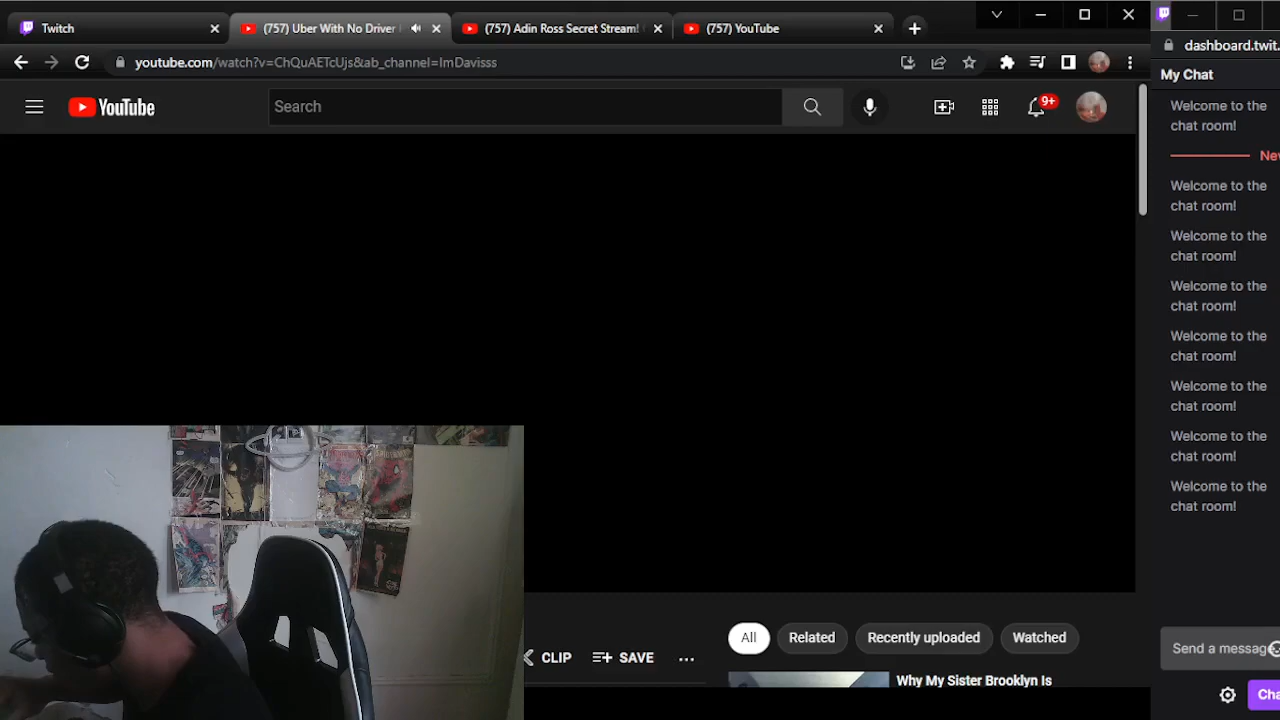 Twitch
(757) Uber With No Driver
(757) Adin Ross Secret Stream!
(757) YouTube
youtube.com/watch?v=ChQuAETcUjs&ab_channel=ImDavisss
dashboard.twit
YouTube
Search
9+
My Chat
Welcome to the
chat room!
Welcome to the
chat room!
Welcome to the
chat room!
Welcome to the
chat room!
Welcome to the
chat room!
Welcome to the
chat room!
Welcome to the
chat room!
Welcome to the
chat room!
All
Related
Recently uploaded
Watched
CLIP
SAVE
Why My Sister Brooklyn Is
Send a message